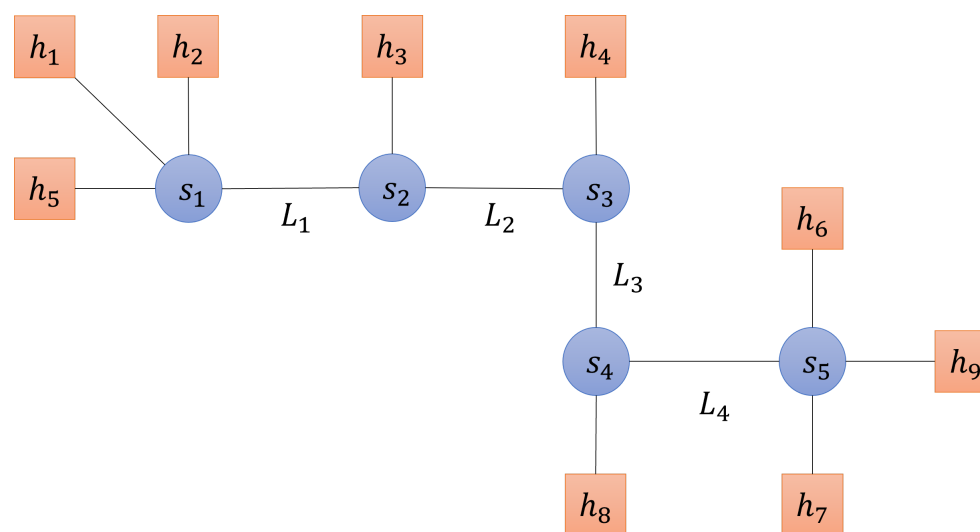 h₁ h₂ h₃ h₄
h₅ s₁ s₂ s₃
L₁ L₂
h₆
L₃
s₄ s₅ h₉
L₄
h₈ h₇